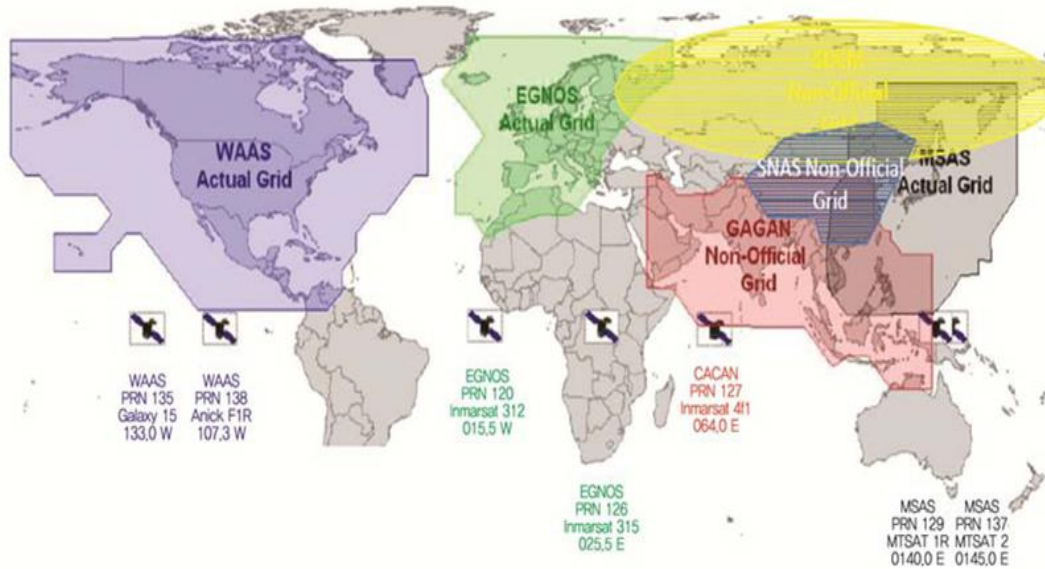 WAAS
Actual Grid
EGNOS
Actual Grid
Non-Official
SNAS Non-Official
Grid
MSAS
Actual Grid
GAGAN
Non-Official
Grid
WAAS
PRN 135
Galaxy 15
133,0 W
WAAS
PRN 138
Anick F1R
107,3 W
EGNOS
PRN 120
Inmarsat 312
015,5 W
EGNOS
PRN 126
Inmarsat 315
025,5 E
CACAN
PRN 127
Inmarsat 4f1
064,0 E
MSAS
PRN 129
MTSAT 1R
0140,0 E
MSAS
PRN 137
MTSAT 2
0145,0 E